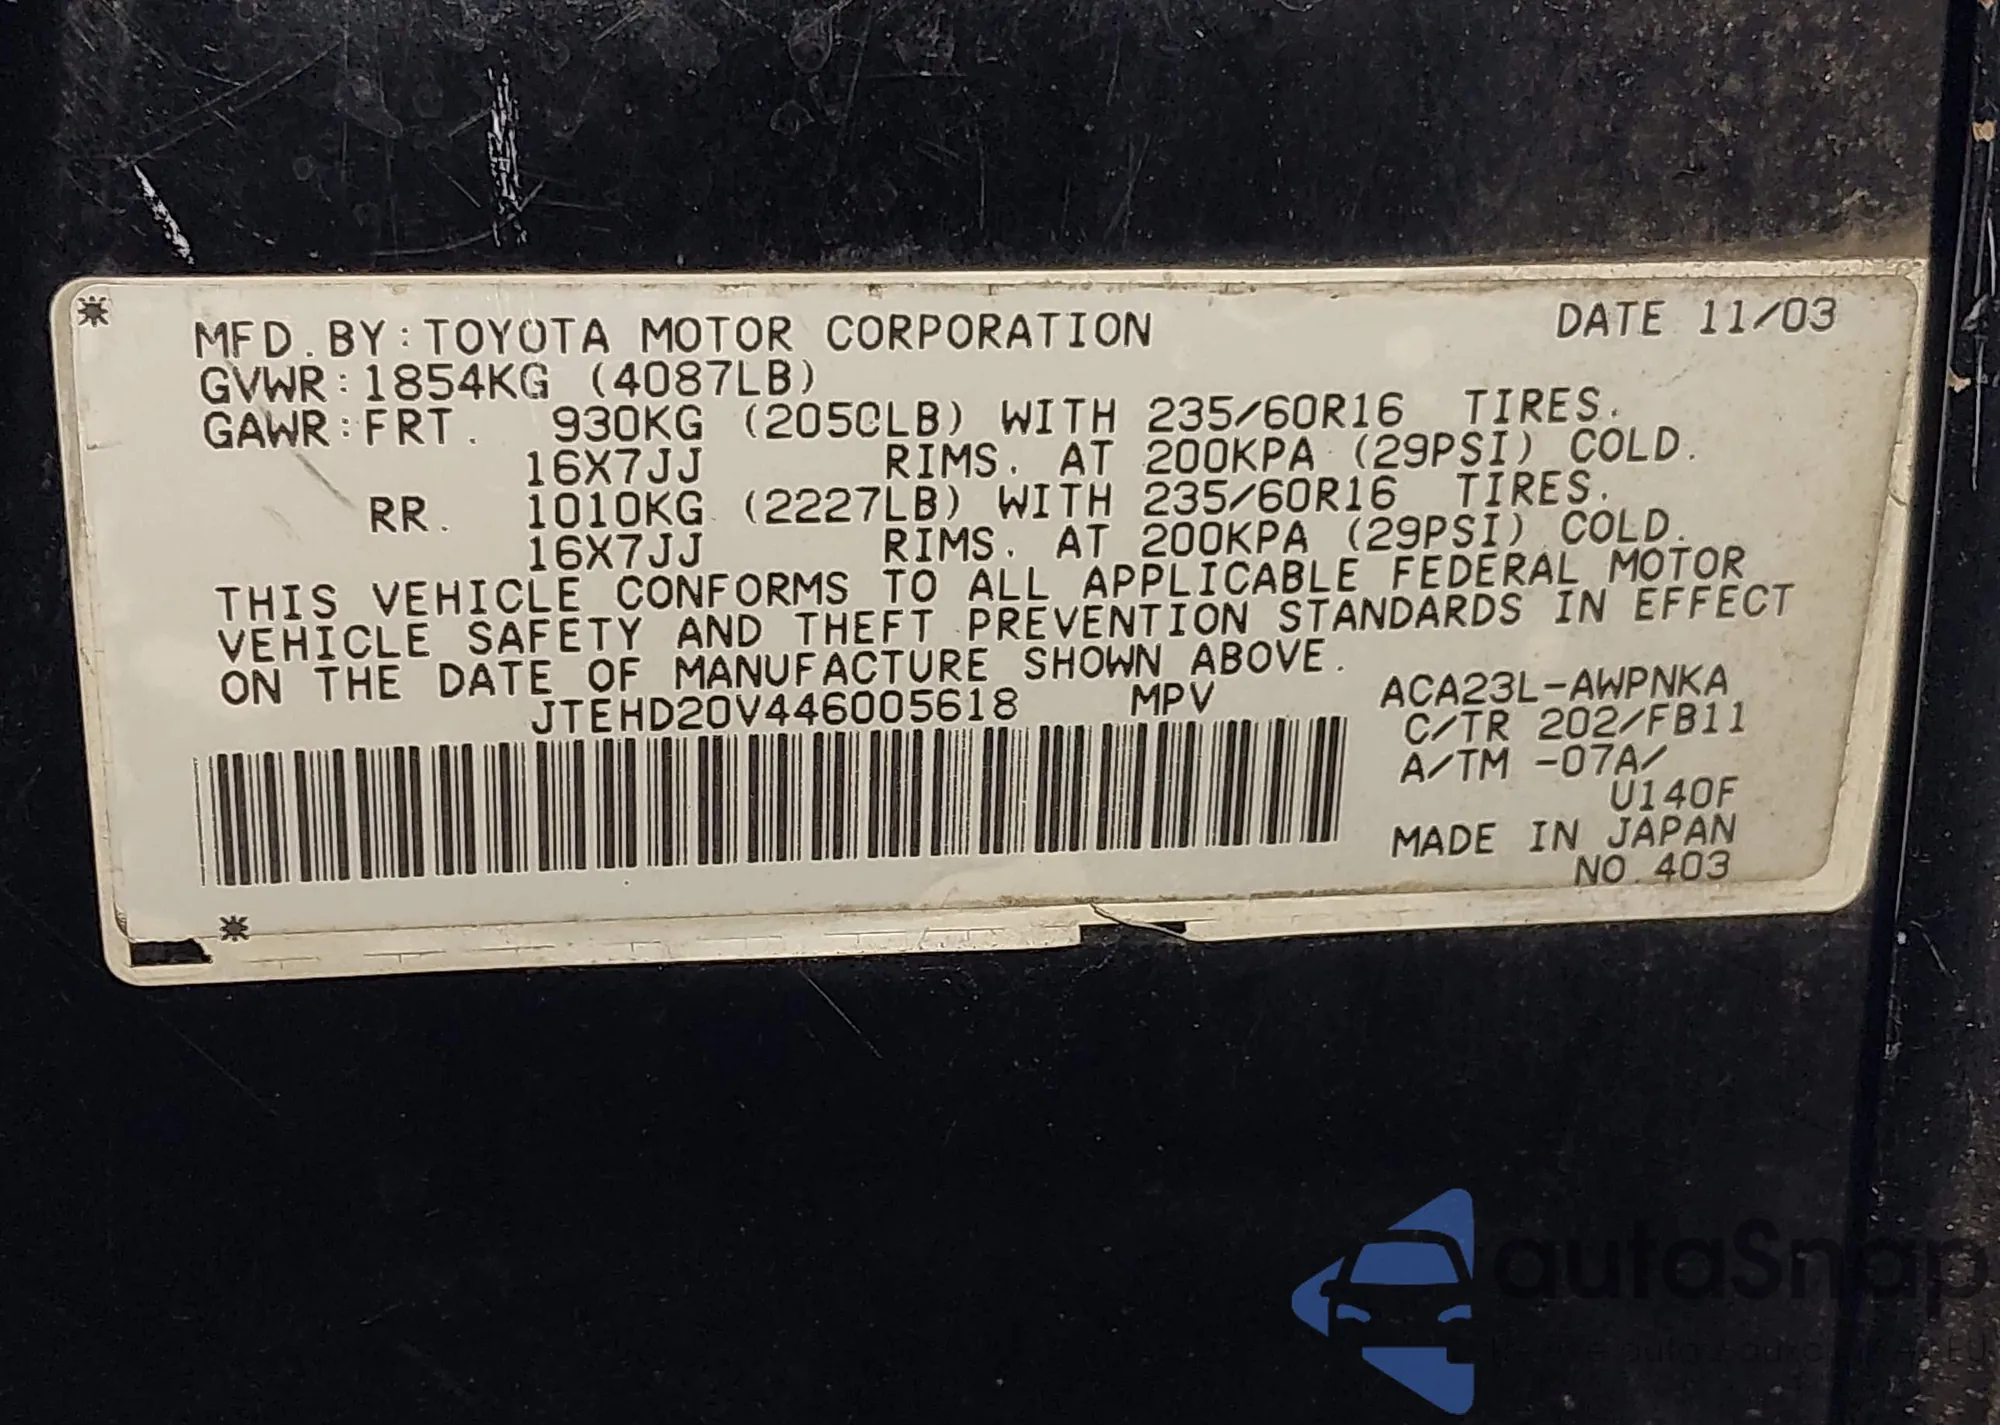 MFD.BY:TOYOTA MOTOR CORPORATION DATE 11/03
GVWR:1854KG (4087LB)
GAWR:FRT. 930KG (2050LB) WITH 235/60R16 TIRES.
16X7JJ RIMS. AT 200KPA (29PSI) COLD.
RR. 1010KG (2227LB) WITH 235/60R16 TIRES.
16X7JJ RIMS. AT 200KPA (29PSI) COLD.
THIS VEHICLE CONFORMS TO ALL APPLICABLE FEDERAL MOTOR
VEHICLE SAFETY AND THEFT PREVENTION STANDARDS IN EFFECT
ON THE DATE OF MANUFACTURE SHOWN ABOVE.
JTEHD20V446005618 MPV ACA23L-AWPNKA
C/TR 202/FB11
A/TM -07A/
U140F
MADE IN JAPAN
NO.403
autaSnap